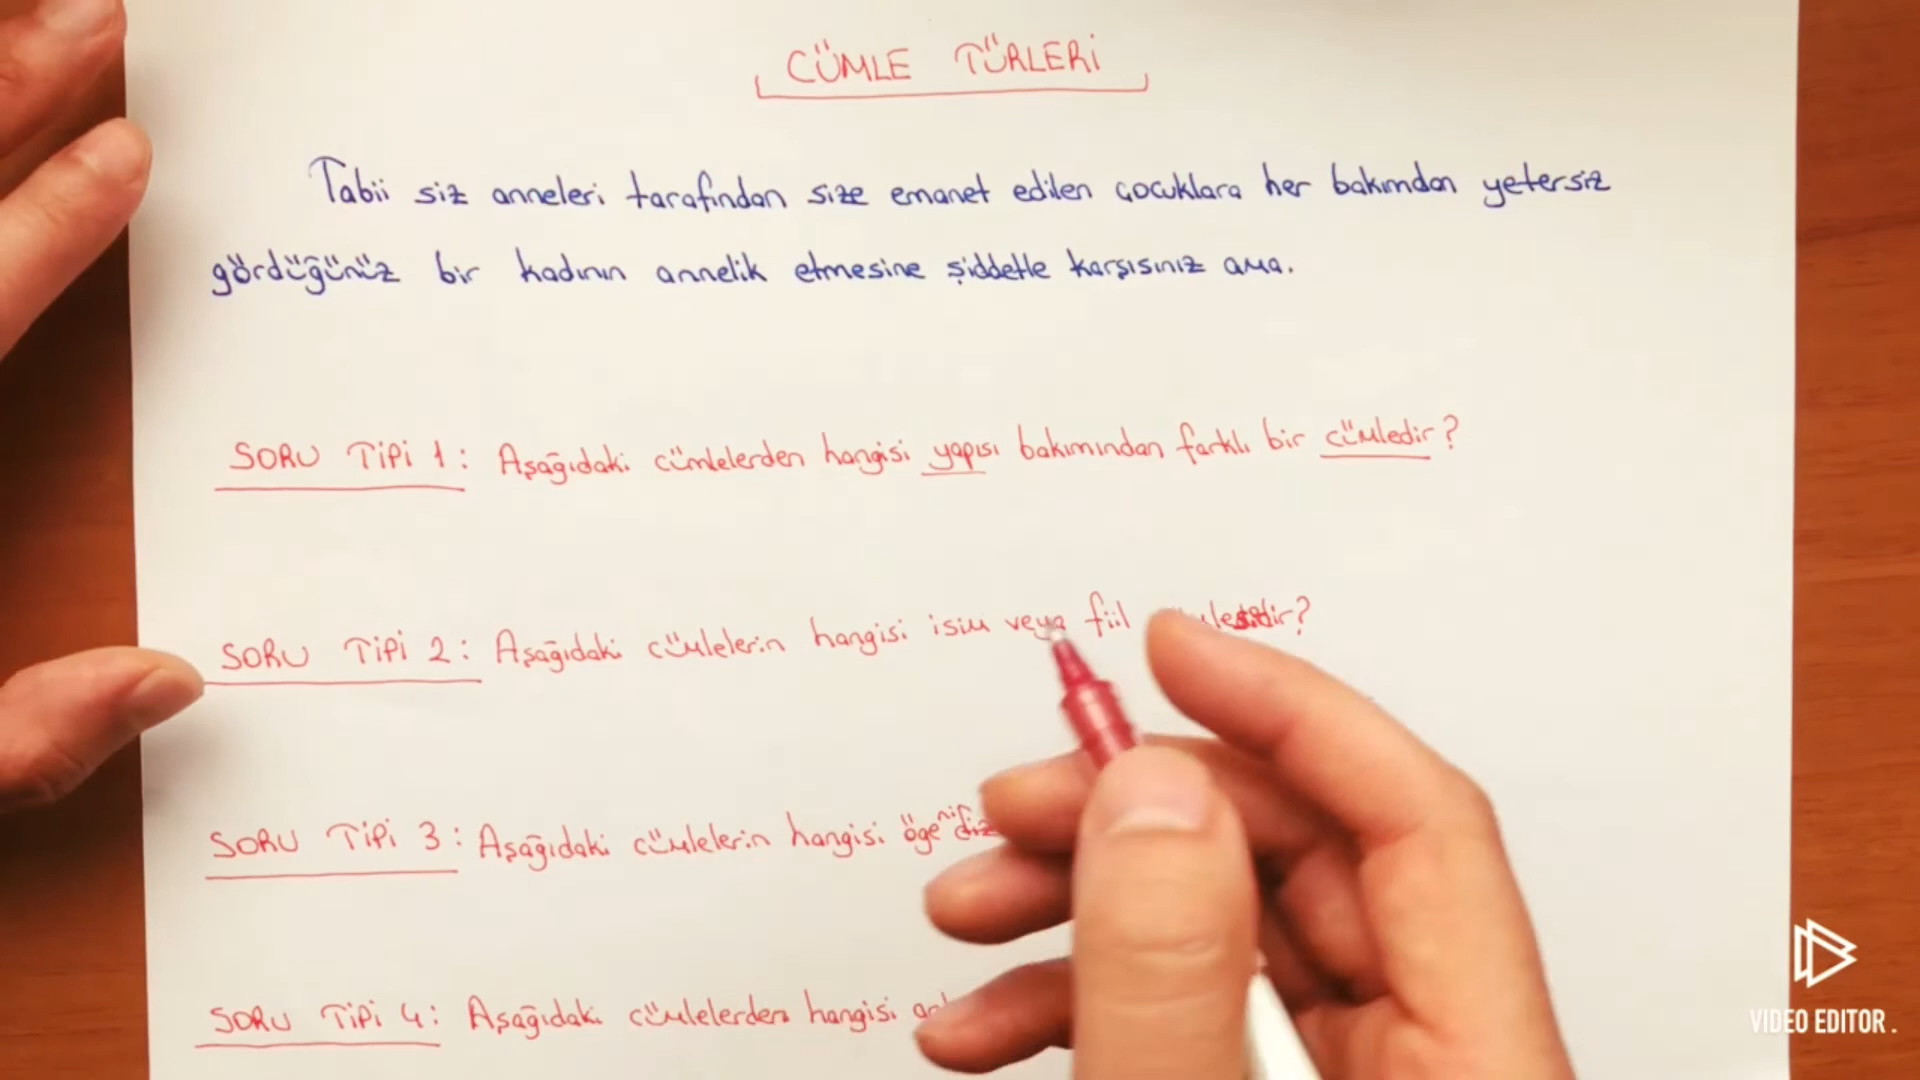 CÜMLE TÜRLERİ
Tabii siz anneleri tarafından size emanet edilen çocuklara her bakımdan yetersiz
gördüğünüz bir kadının annelik etmesine şiddetle karşısınız ama.
SORU TİPİ 1: Aşağıdaki cümlelerden hangisi yapısı bakımından farklı bir cümledir?
SORU TİPİ 2: Aşağıdaki cümlelerin hangisi isim veya fiil
SORU TİPİ 3: Aşağıdaki cümlelerin hangisi öge
SORU TİPİ 4: Aşağıdaki cümlelerden hangisi
VIDEO EDITOR.